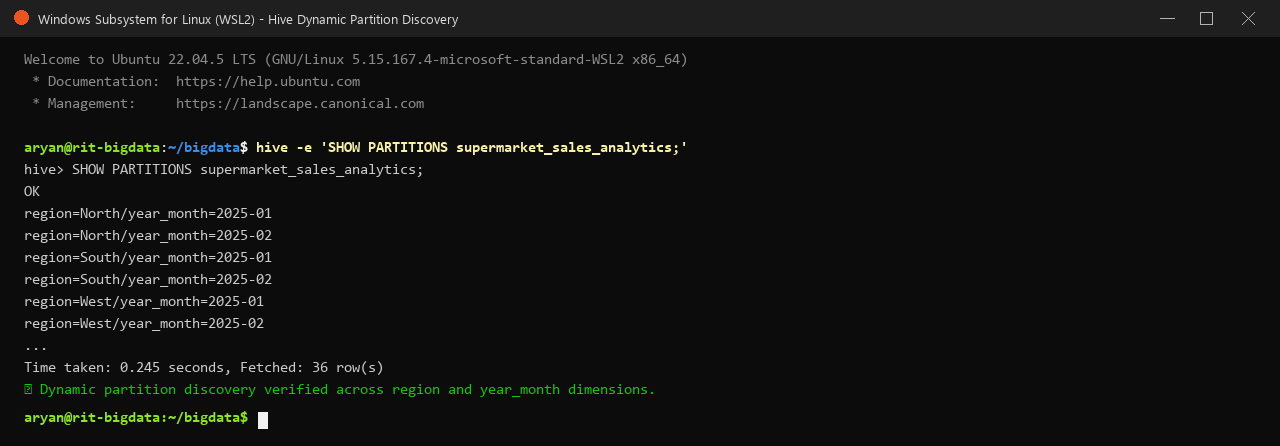 Windows Subsystem for Linux (WSL2) - Hive Dynamic Partition Discovery
Welcome to Ubuntu 22.04.5 LTS (GNU/Linux 5.15.167.4-microsoft-standard-WSL2 x86_64)
 * Documentation:  https://help.ubuntu.com
 * Management:     https://landscape.canonical.com
aryan@rit-bigdata:~/bigdata$ hive -e 'SHOW PARTITIONS supermarket_sales_analytics;'
hive> SHOW PARTITIONS supermarket_sales_analytics;
OK
region=North/year_month=2025-01
region=North/year_month=2025-02
region=South/year_month=2025-01
region=South/year_month=2025-02
region=West/year_month=2025-01
region=West/year_month=2025-02
...
Time taken: 0.245 seconds, Fetched: 36 row(s)
Dynamic partition discovery verified across region and year_month dimensions.
aryan@rit-bigdata:~/bigdata$